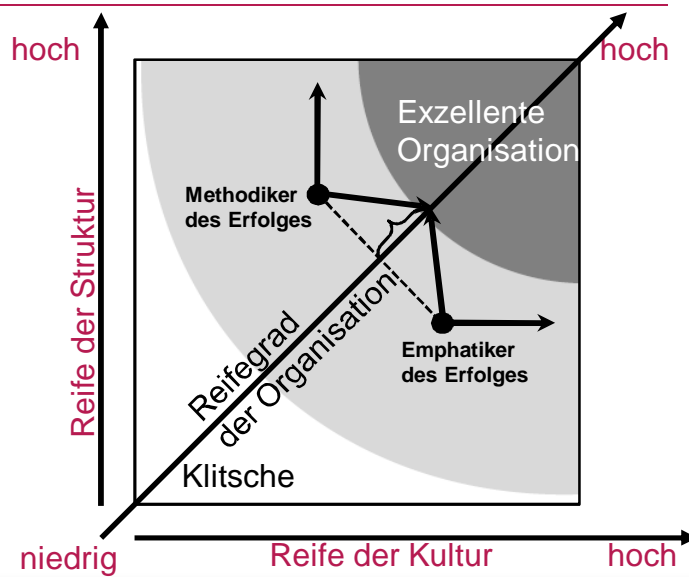 hoch
hoch
Exzellente
Organisation
Methodiker
des Erfolges
Reife der Struktur
Reifegrad
der Organisation
Emphatiker
des Erfolges
Klitsche
niedrig
Reife der Kultur
hoch